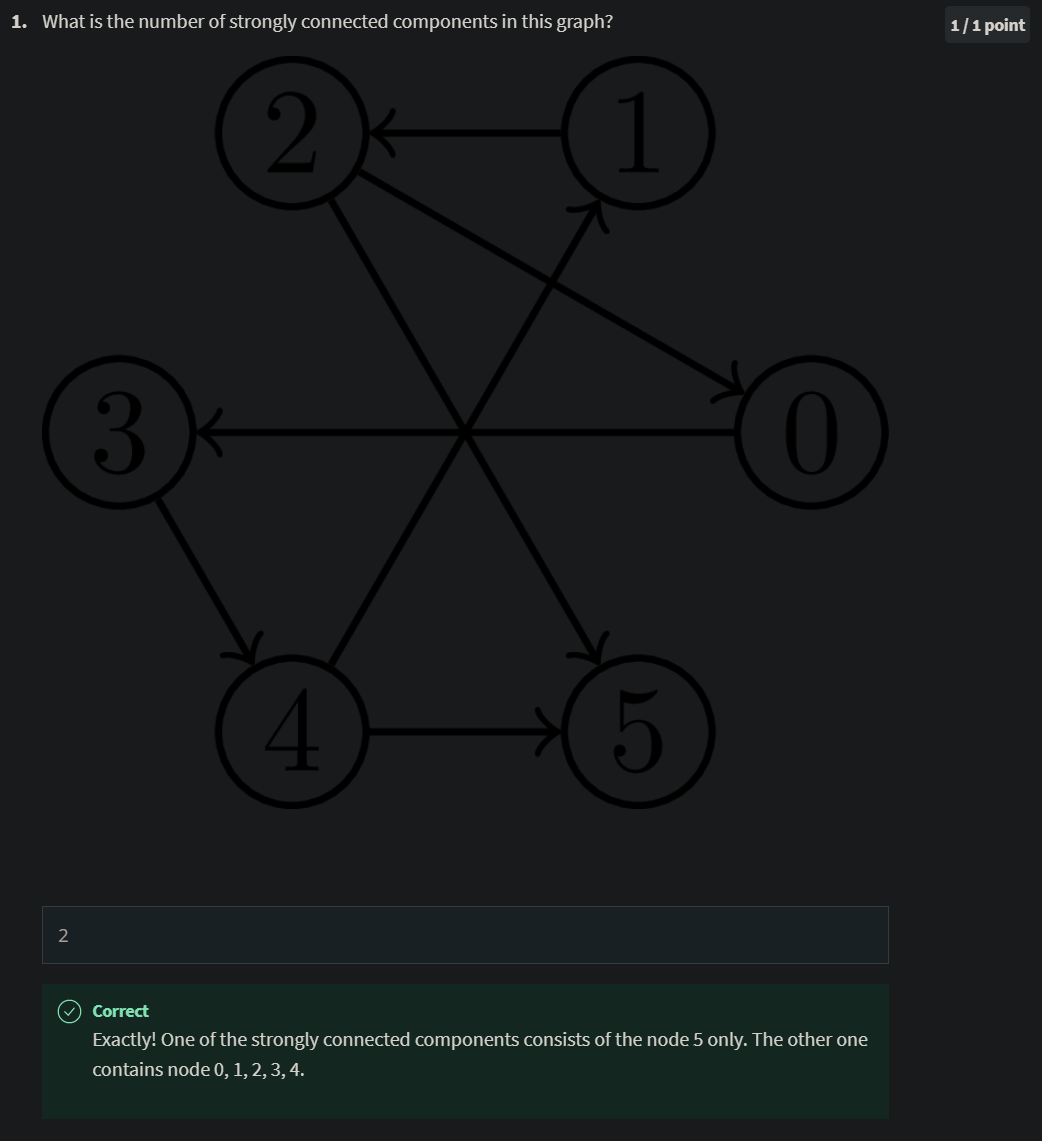 1. What is the number of strongly connected components in this graph?
1 / 1 point
2 1
3 0
4 5
2
Correct
Exactly! One of the strongly connected components consists of the node 5 only. The other one
contains node 0, 1, 2, 3, 4.